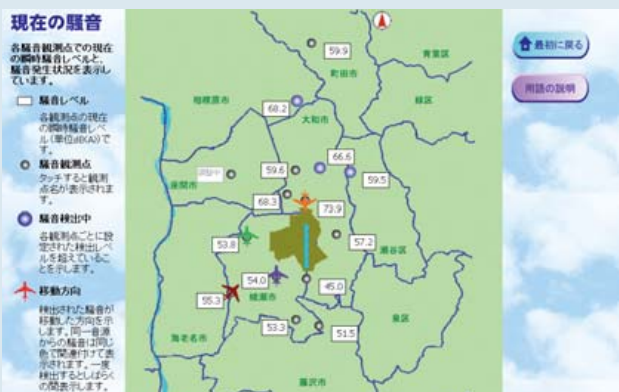 現在の騒音
各騒音観測点での現在
の瞬時騒音レベルと、
騒音発生状況を表示し
ています。
騒音レベル
各観測点の現在
の瞬時騒音レベ
ル(単位dB(A))で
す。
騒音観測点
タッチすると観測
点名が表示されま
す。
騒音検出中
各観測点ごとに設
定された検出レベ
ルを超えているこ
とを示します。
移動方向
検出された騒音が
移動した方向を示
します。同一音源
からの騒音は同じ
色で関連付けて表
示されます。一度
検出するとしばらく
の間表示します。
59.9
町田市
青葉区
相模原市
68.2
大和市
緑区
66.6
59.6
59.5
座間市
68.3
73.9
53.8
57.2
瀬谷区
54.0
45.0
綾瀬市
55.3
泉区
53.3
51.5
海老名市
藤沢市
最初に戻る
用語の説明